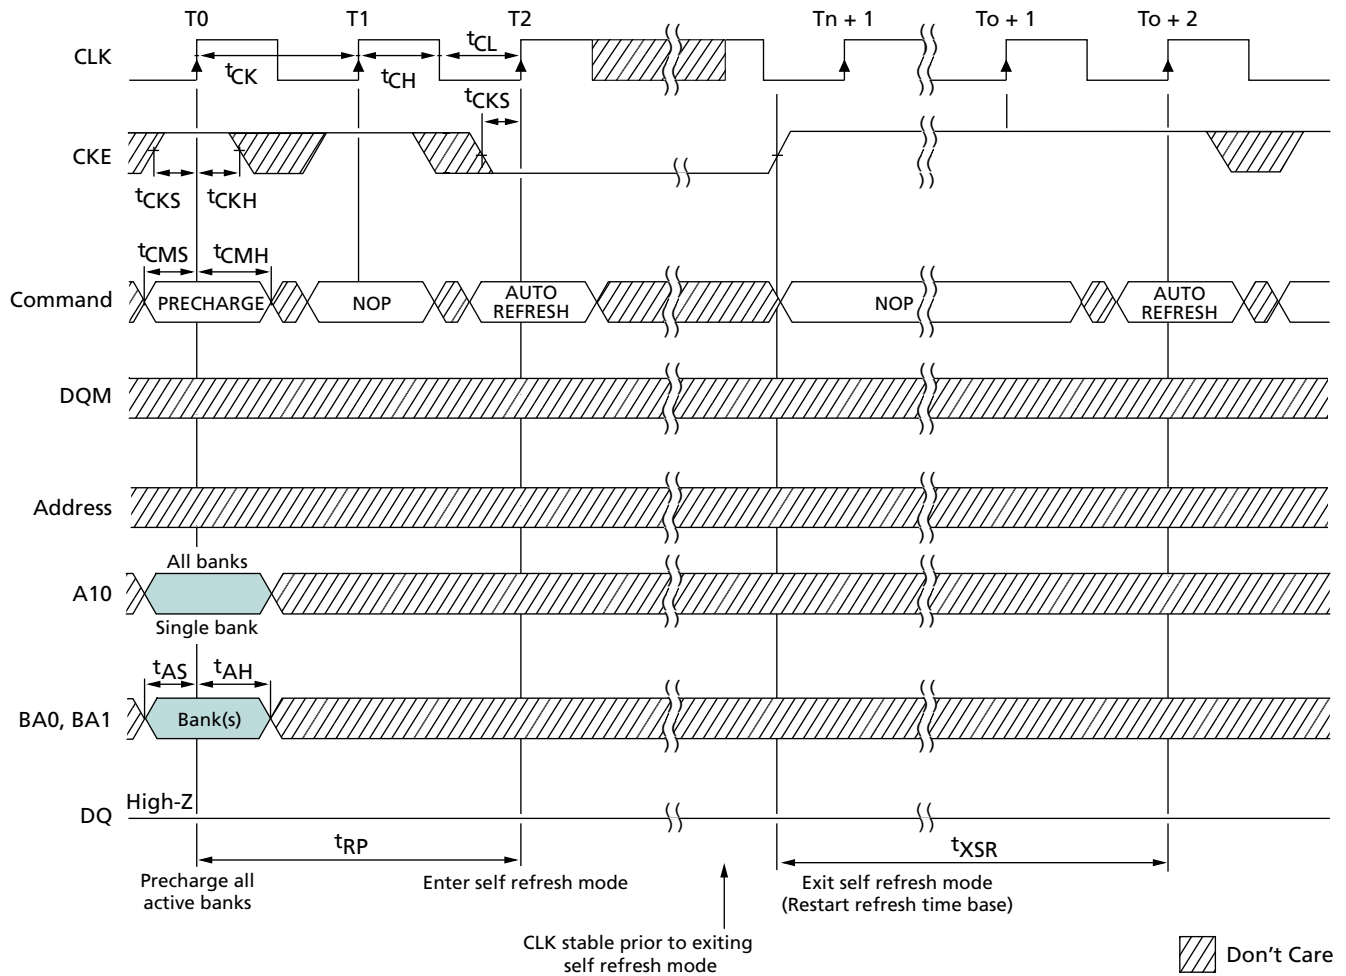 T0 T1 T2 Tn + 1 To + 1 To + 2
CLK
tCK tCH tCL
tCKS
CKE
tCKS tCKH
tCMS tCMH
Command PRECHARGE NOP AUTO REFRESH NOP AUTO REFRESH
DQM
Address
All banks
A10
Single bank
tAS tAH
BA0, BA1 Bank(s)
High-Z
DQ
tRP tXSR
Precharge all
active banks
Enter self refresh mode
Exit self refresh mode
(Restart refresh time base)
CLK stable prior to exiting
self refresh mode
Don't Care